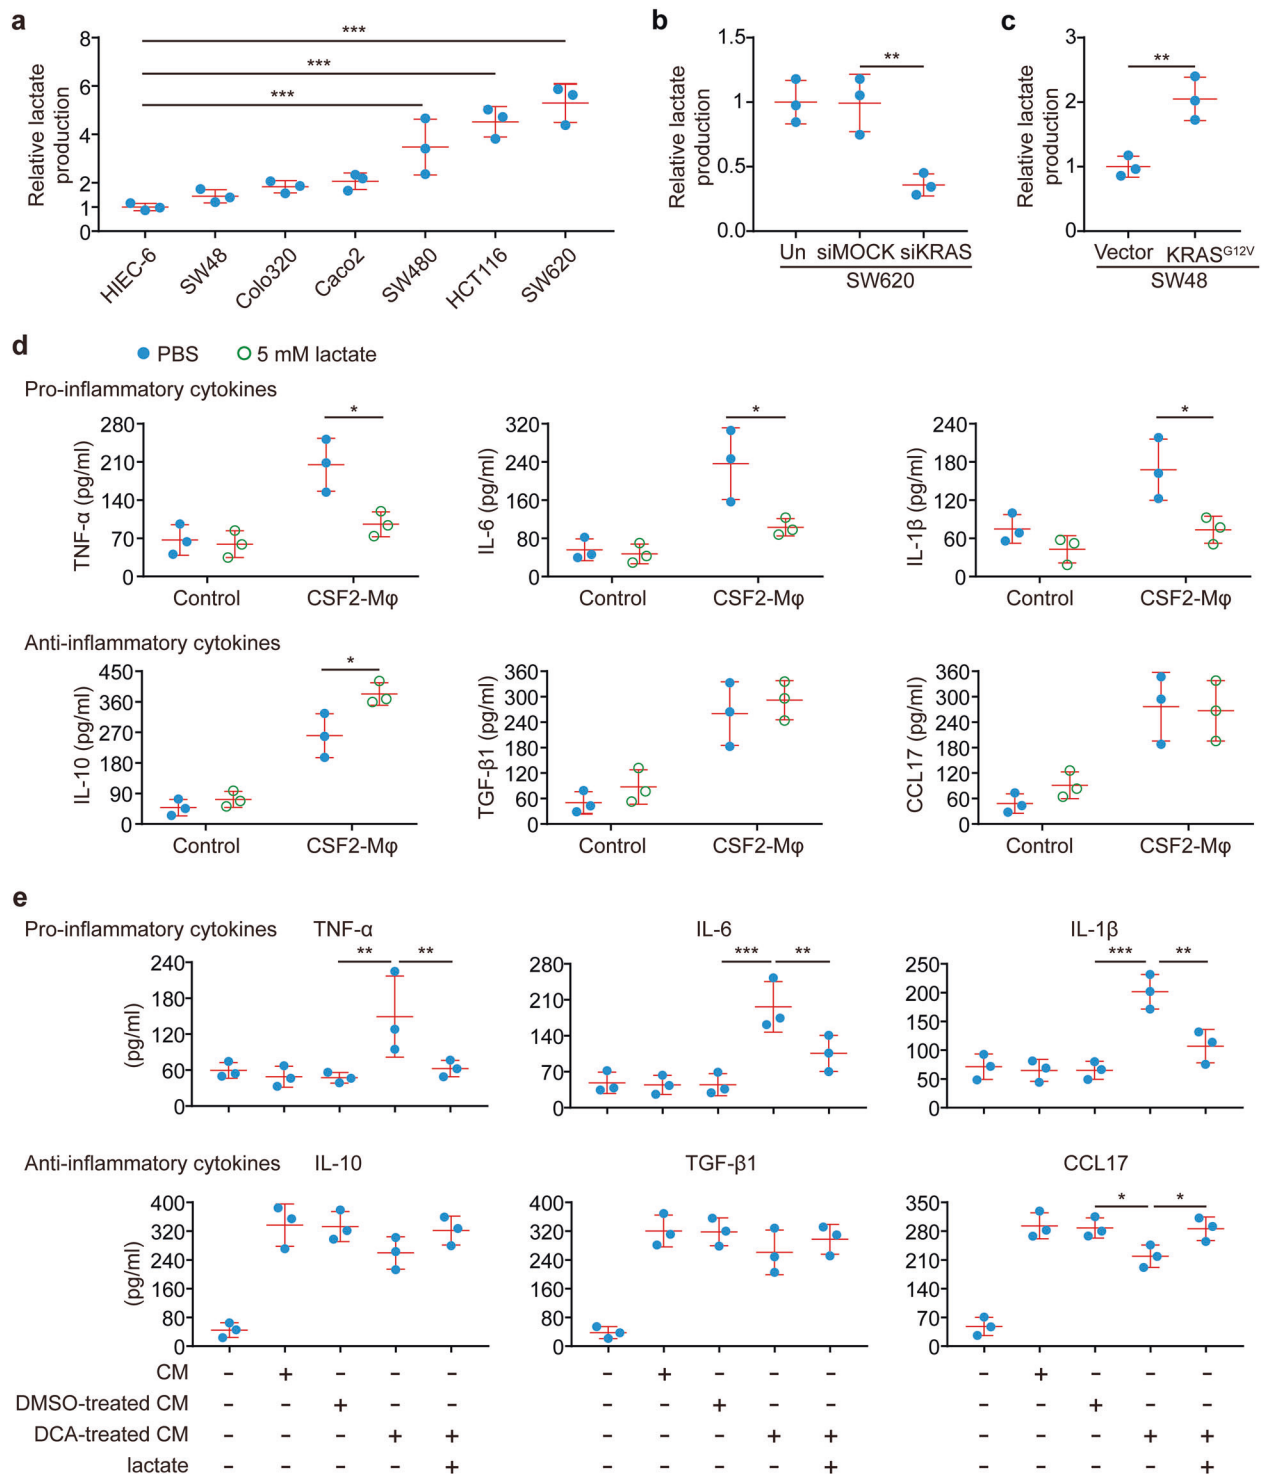 a
Relative lactate production
8
6
4
2
1
0
***
***
***
HIEC-6
SW48
Colo320
Caco2
SW480
HCT116
SW620
b
Relative lactate production
1.5
1
0.5
0.0
**
Un siMOCK siKRAS
SW620
c
Relative lactate production
3
2
1
0
**
Vector KRASG12V
SW48
d
PBS 5 mM lactate
Pro-inflammatory cytokines
TNF-α (pg/ml)
280
210
140
70
0
*
Control CSF2-Mφ
IL-6 (pg/ml)
320
240
160
80
0
*
Control CSF2-Mφ
IL-1β (pg/ml)
240
180
120
60
0
*
Control CSF2-Mφ
Anti-inflammatory cytokines
IL-10 (pg/ml)
450
360
270
180
90
0
*
Control CSF2-Mφ
TGF-β1 (pg/ml)
360
300
240
180
120
60
0
Control CSF2-Mφ
CCL17 (pg/ml)
360
300
240
180
120
60
0
Control CSF2-Mφ
e
Pro-inflammatory cytokines
TNF-α
(pg/ml)
240
180
120
60
0
** **
IL-6
280
210
140
70
0
*** **
IL-1β
250
200
150
100
50
0
*** **
Anti-inflammatory cytokines
IL-10
(pg/ml)
400
320
240
160
80
0
TGF-β1
400
320
240
160
80
0
CCL17
350
280
210
140
70
0
* *
CM – + – – – – + – – – – + – – –
DMSO-treated CM – – + – – – – + – – – – + – –
DCA-treated CM – – – + + – – – + + – – – + +
lactate – – – – + – – – – + – – – – +